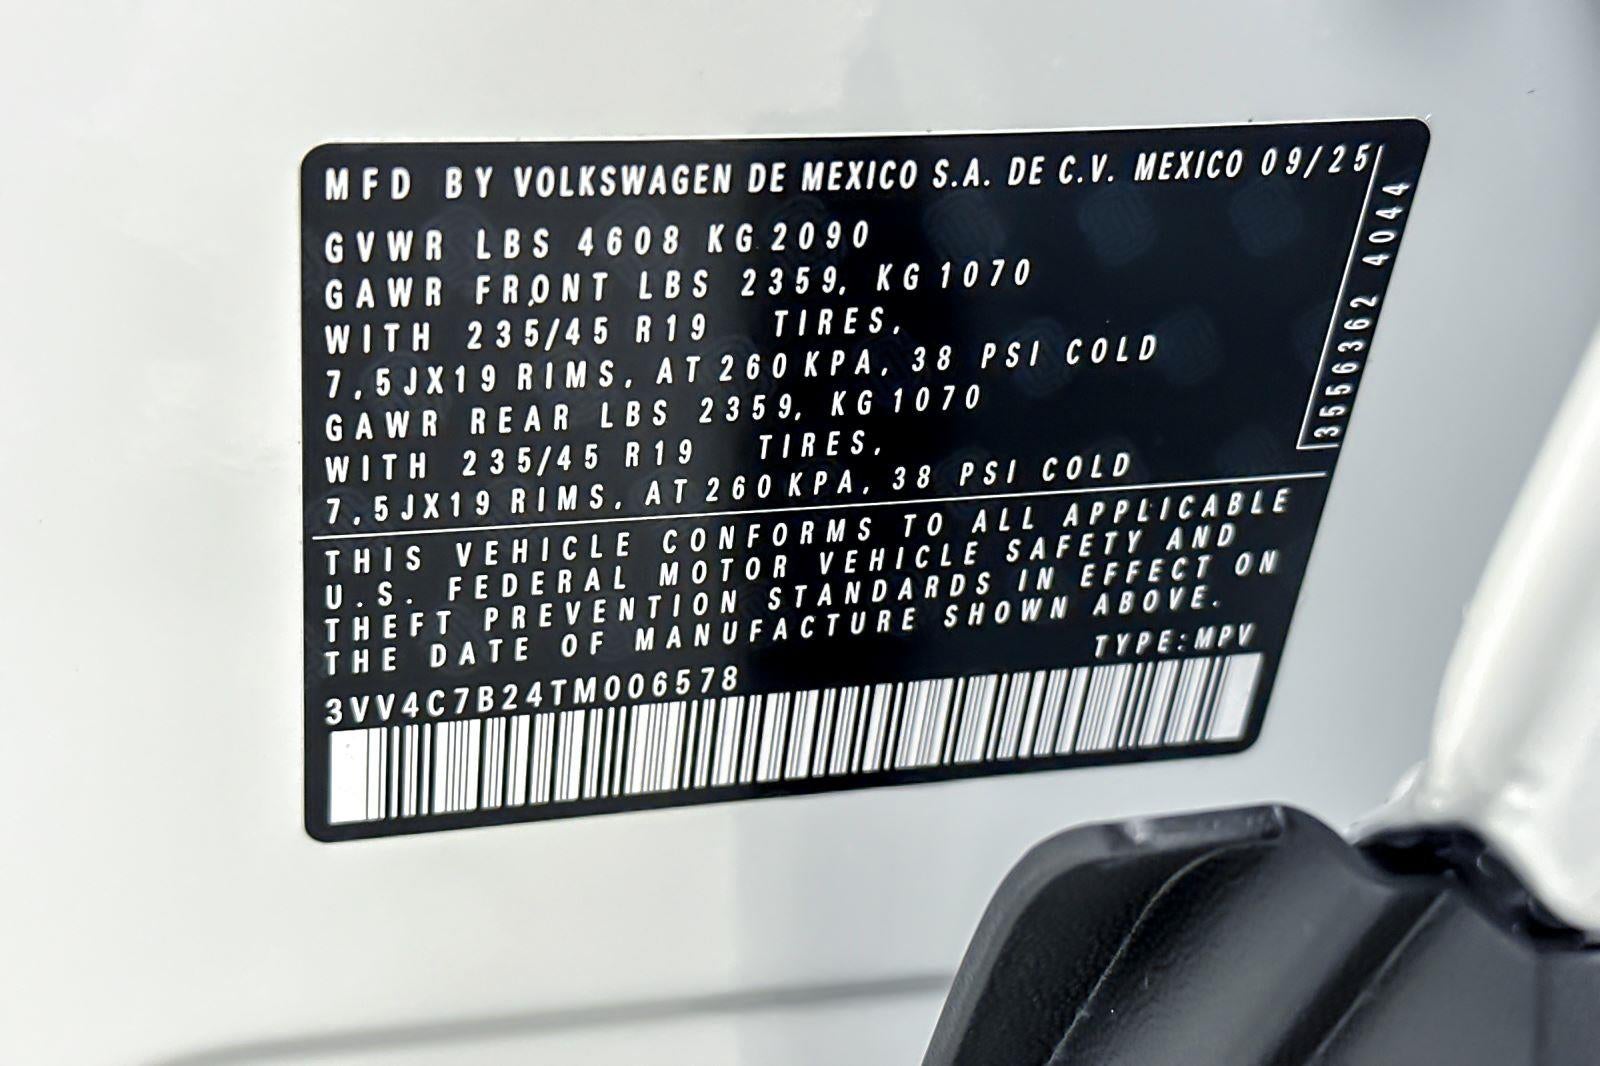 MFD BY VOLKSWAGEN DE MEXICO S.A. DE C.V. MEXICO 09/25
GVWR LBS 4608 KG 2090
GAWR FRONT LBS 2359, KG 1070
WITH 235/45 R19 TIRES,
7,5JX19 RIMS, AT 260 KPA, 38 PSI COLD
GAWR REAR LBS 2359, KG 1070
WITH 235/45 R19 TIRES,
7,5JX19 RIMS, AT 260 KPA, 38 PSI COLD
THIS VEHICLE CONFORMS TO ALL APPLICABLE
U.S. FEDERAL MOTOR VEHICLE SAFETY AND
THEFT PREVENTION STANDARDS IN EFFECT ON
THE DATE OF MANUFACTURE SHOWN ABOVE.
TYPE:MPV
3VV4C7B24TM006578
3556362 4044